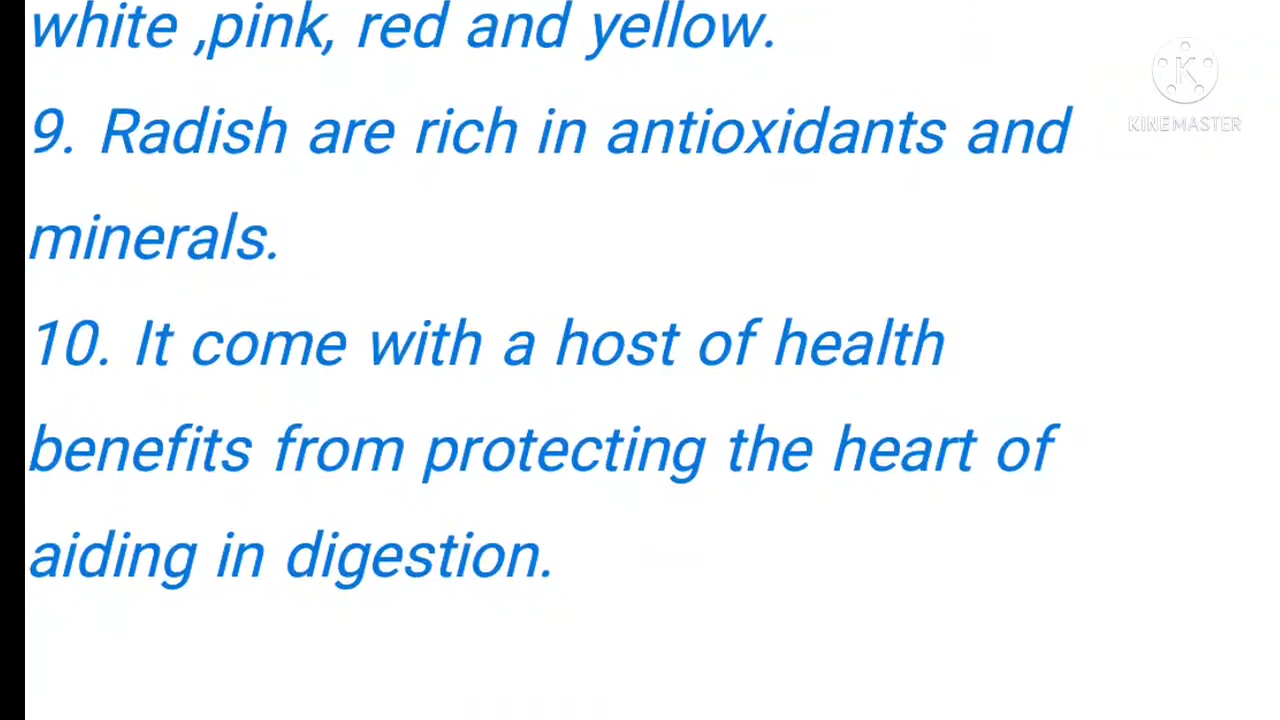 white ,pink, red and yellow.
K
KINEMASTER
9. Radish are rich in antioxidants and
minerals.
10. It come with a host of health
benefits from protecting the heart of
aiding in digestion.